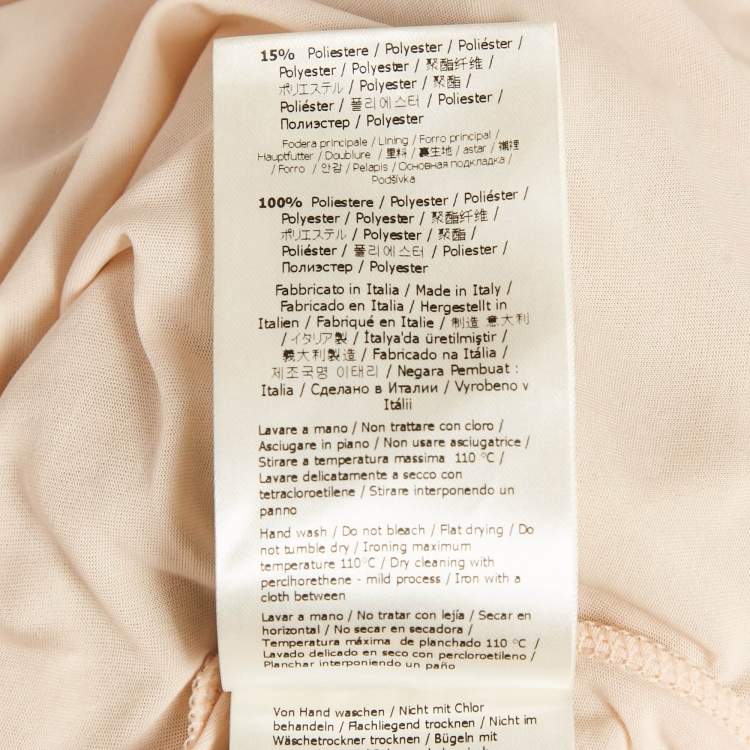 15% Poliestere / Polyester / Poliéster /
Polyester / Polyester / 聚酯纤维 /
ポリエステル / Polyester / 聚酯 /
Poliéster / 폴리에스터 / Poliester /
Полиэстер / Polyester
Fodera principale / Lining / Forro principal /
Hauptfutter / Doublure / 里料 / 裏生地 / astar / 襯裡
/ Forro / 안감 / Pelapis / Основная подкладка /
Podšívka
100% Poliestere / Polyester / Poliéster /
Polyester / Polyester / 聚酯纤维 /
ポリエステル / Polyester / 聚酯 /
Poliéster / 폴리에스터 / Poliester /
Полиэстер / Polyester
Fabbricato in Italia / Made in Italy /
Fabricado en Italia / Hergestellt in
Italien / Fabriqué en Italie / 制造 意大利
/ イタリア製 / İtalya'da üretilmiştir /
義大利製造 / Fabricado na Itália /
제조국명 이태리 / Negara Pembuat :
Italia / Сделано в Италии / Vyrobeno v
Itálii
Lavare a mano / Non trattare con cloro /
Asciugare in piano / Non usare asciugatrice /
Stirare a temperatura massima 110 °C /
Lavare delicatamente a secco con
tetracloroetilene / Stirare interponendo un
panno
Hand wash / Do not bleach / Flat drying / Do
not tumble dry / Ironing maximum
temperature 110°C / Dry cleaning with
perclhorethene - mild process / Iron with a
cloth between
Lavar a mano / No tratar con lejía / Secar en
horizontal / No secar en secadora /
Temperatura máxima de planchado 110 °C /
Lavado delicado en seco con percloroetileno /
Planchar interponiendo un paño
Von Hand waschen / Nicht mit Chlor
behandeln / Flachliegend trocknen / Nicht im
Wäschetrockner trocknen / Bügeln mit